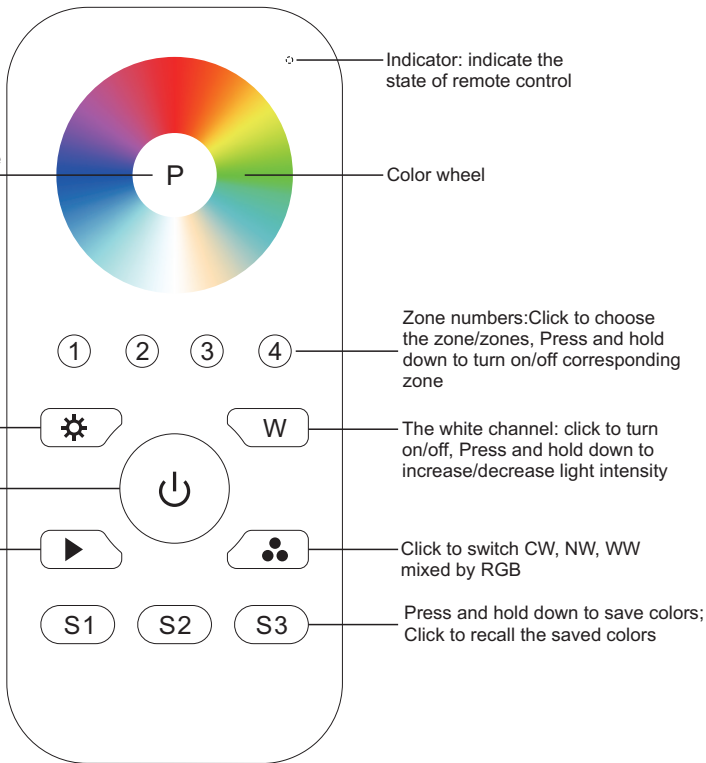 Indicator: indicate the
state of remote control
P
Color wheel
1 2 3 4
Zone numbers:Click to choose
the zone/zones, Press and hold
down to turn on/off corresponding
zone
W
The white channel: click to turn
on/off, Press and hold down to
increase/decrease light intensity
Click to switch CW, NW, WW
mixed by RGB
S1 S2 S3
Press and hold down to save colors;
Click to recall the saved colors